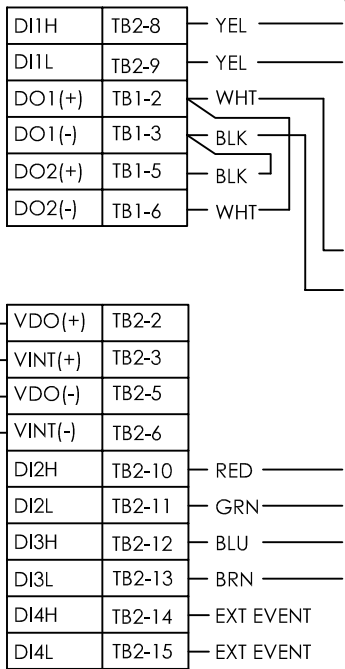 DI1H TB2-8 YEL
DI1L TB2-9 YEL
DO1(+) TB1-2 WHT
DO1(-) TB1-3 BLK
DO2(+) TB1-5 BLK
DO2(-) TB1-6 WHT
VDO(+) TB2-2
VINT(+) TB2-3
VDO(-) TB2-5
VINT(-) TB2-6
DI2H TB2-10 RED
DI2L TB2-11 GRN
DI3H TB2-12 BLU
DI3L TB2-13 BRN
DI4H TB2-14 EXT EVENT
DI4L TB2-15 EXT EVENT